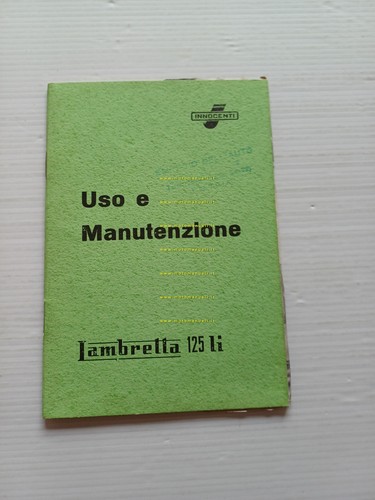 INNOCENTI
Uso e
Manutenzione
Lambretta 125 li